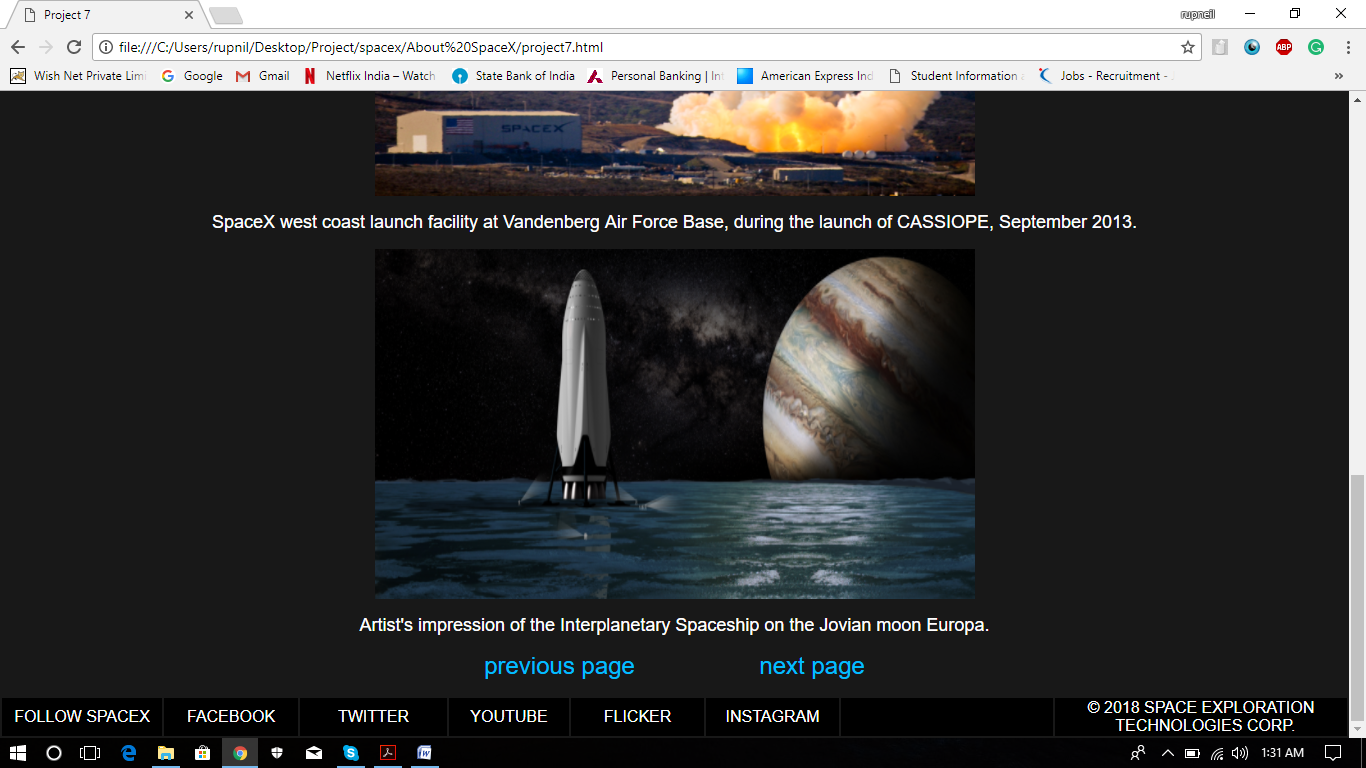 Project 7
rupneil
file:///C:/Users/rupnil/Desktop/Project/spacex/About%20SpaceX/project7.html
ABP
Wish Net Private Lim
Google
Gmail
Netflix India – Watch
State Bank of India
Personal Banking | Int
American Express Ind
Student Information a
Jobs - Recruitment -
»
SPACEX
SpaceX west coast launch facility at Vandenberg Air Force Base, during the launch of CASSIOPE, September 2013.
Artist's impression of the Interplanetary Spaceship on the Jovian moon Europa.
previous page next page
FOLLOW SPACEX FACEBOOK TWITTER YOUTUBE FLICKER INSTAGRAM
© 2018 SPACE EXPLORATION
TECHNOLOGIES CORP.
1:31 AM